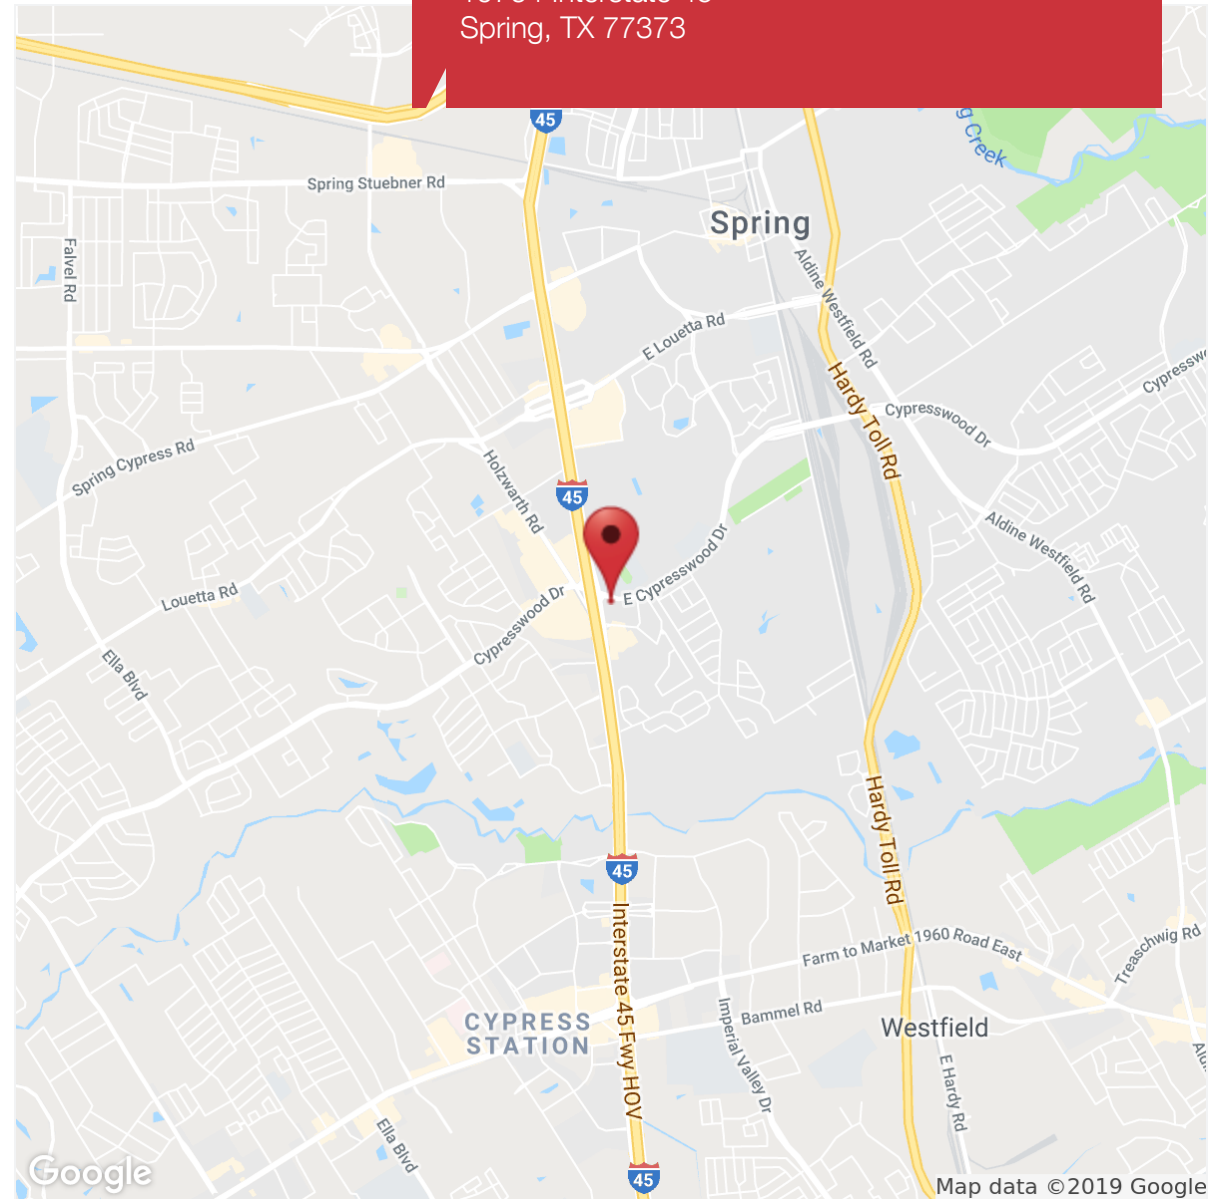 Spring, TX 77373
45
g Creek
Spring Stuebner Rd
Spring
Falvel Rd
Aldine Westfield Rd
E Louetta Rd
Hardy Toll Rd
Cypressw
Cypresswood Dr
Spring Cypress Rd
Holzwarth Rd
45
Aldine Westfield Rd
E Cypresswood Dr
Louetta Rd
Cypresswood Dr
Ella Blvd
Hardy Toll Rd
45
Interstate 45 Fwy HOV
Farm to Market 1960 Road East
Treaschwig Rd
Imperial Valley Dr
Bammel Rd
CYPRESS
STATION
Westfield
E Hardy Rd
Ella Blvd
45
Google
Map data ©2019 Google